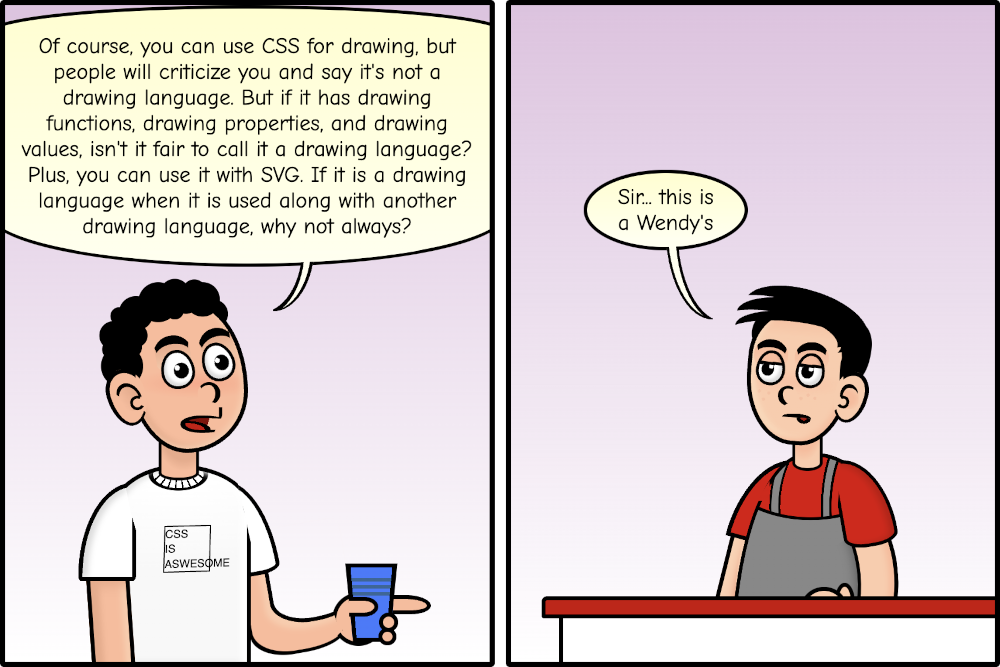 Of course, you can use CSS for drawing, but
people will criticize you and say it's not a
drawing language. But if it has drawing
functions, drawing properties, and drawing
values, isn't it fair to call it a drawing language?
Plus, you can use it with SVG. If it is a drawing
language when it is used along with another
drawing language, why not always?
CSS
IS
ASWESOME
Sir... this is
a Wendy's